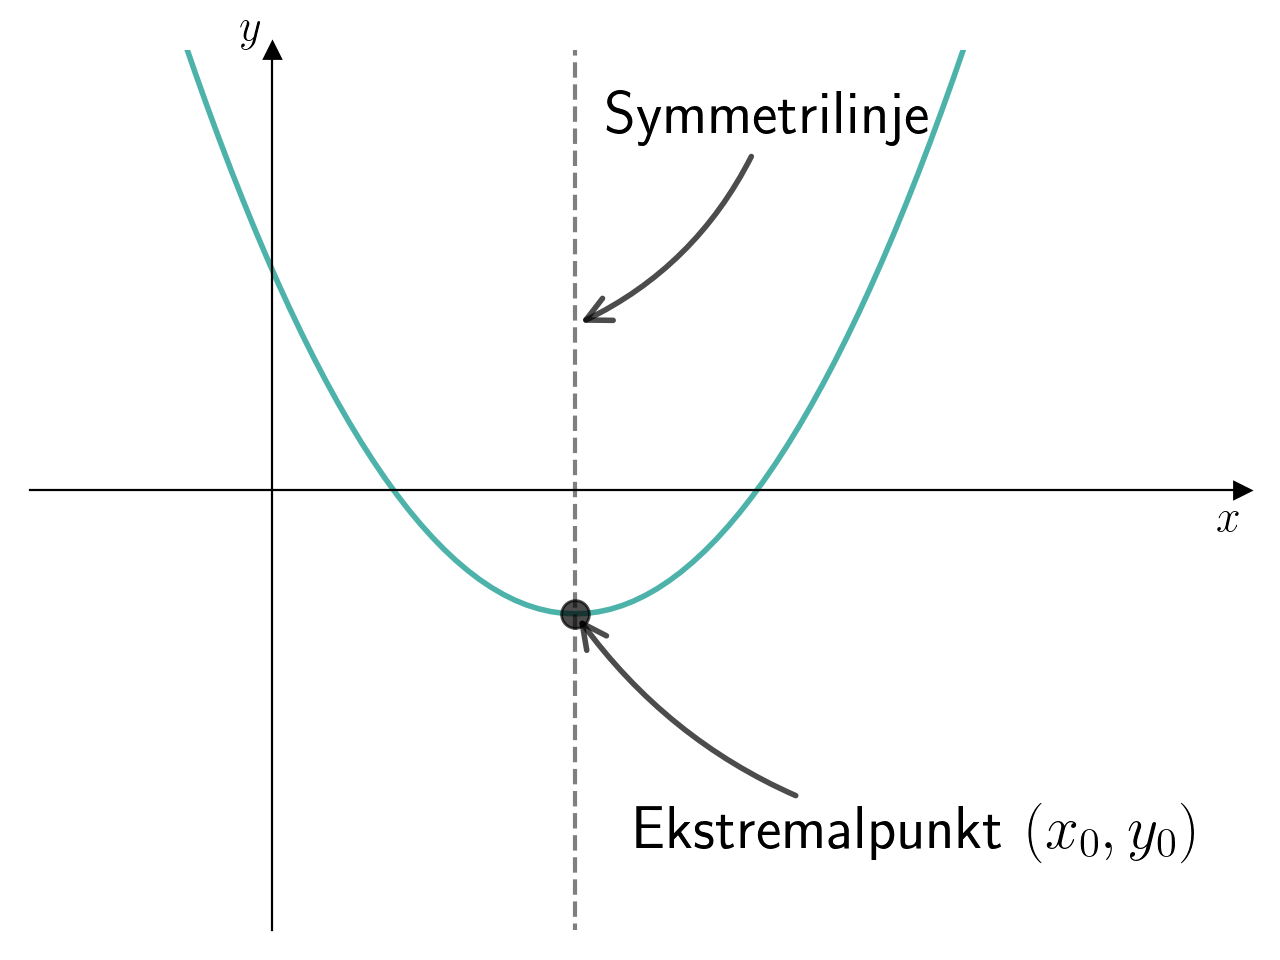 y
Symmetrilinje
x
Ekstremalpunkt (x₀, y₀)